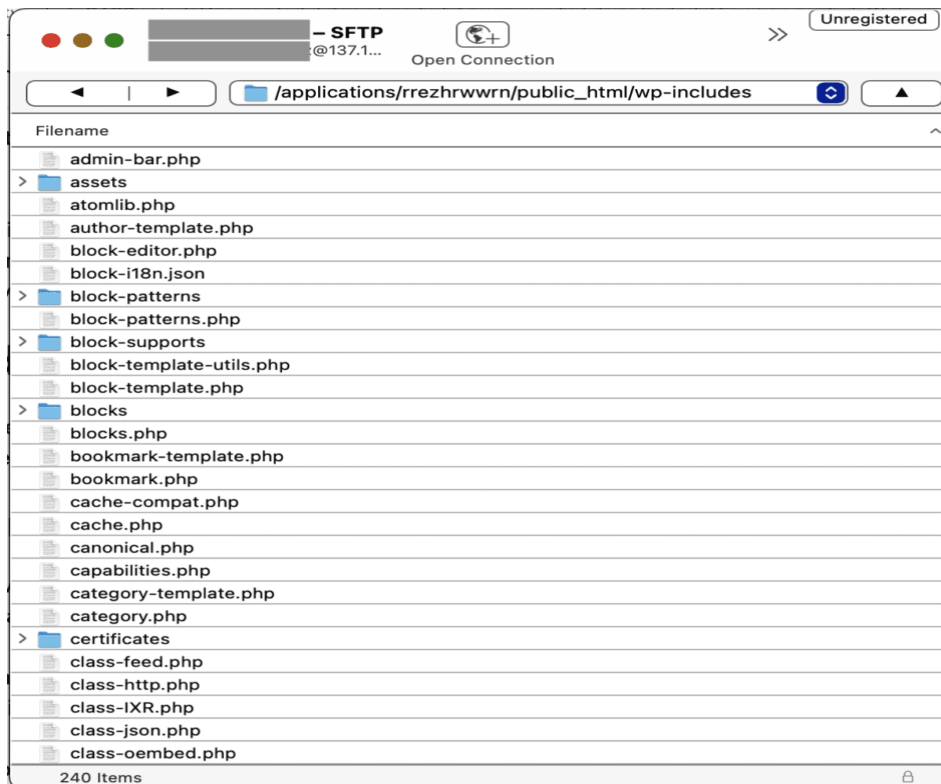 – SFTP
:@137.1...
Open Connection
Unregistered
/applications/rrezhrwwrn/public_html/wp-includes
Filename
admin-bar.php
assets
atomlib.php
author-template.php
block-editor.php
block-i18n.json
block-patterns
block-patterns.php
block-supports
block-template-utils.php
block-template.php
blocks
blocks.php
bookmark-template.php
bookmark.php
cache-compat.php
cache.php
canonical.php
capabilities.php
category-template.php
category.php
certificates
class-feed.php
class-http.php
class-IXR.php
class-json.php
class-oembed.php
240 Items